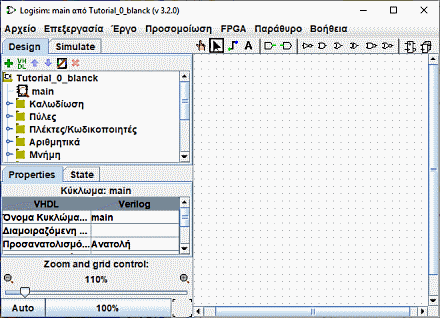 Logisim: main από Tutorial_0_blanck (v 3.2.0)
Αρχείο Επεξεργασία Έργο Προσομοίωση FPGA Παράθυρο Βοήθεια
Design Simulate
VH DL
A
Tutorial_0_blanck
main
Καλωδίωση
Πύλες
Πλέκτες/Κωδικοποιητές
Αριθμητικά
Μνήμη
Properties State
Κύκλωμα: main
VHDL Verilog
Όνομα Κυκλώμα... main
Διαμοιραζόμενη ...
Προσανατολισμό... Ανατολή
Zoom and grid control:
110%
Auto 100%